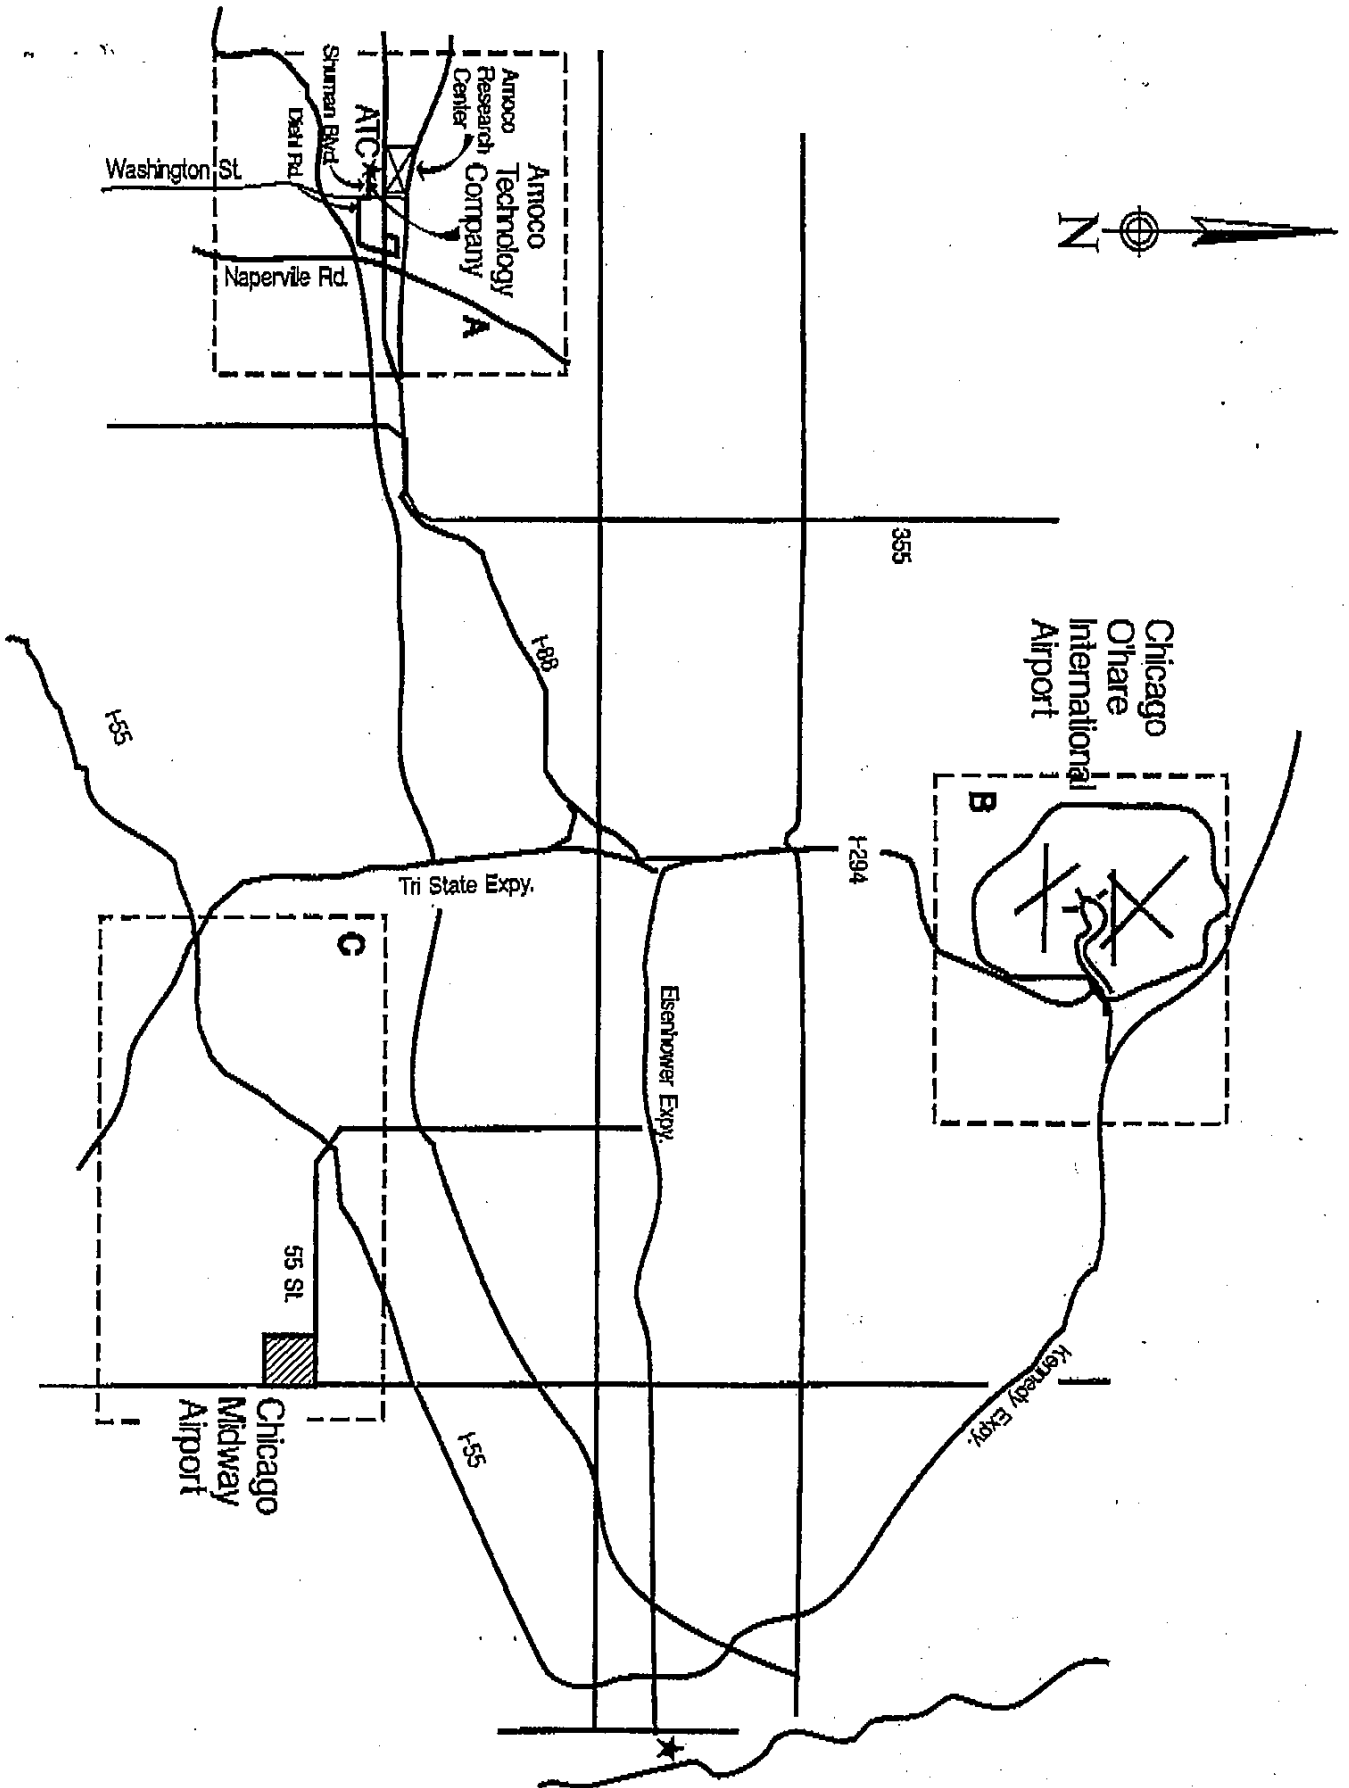 Chicago
O'hare
International
Airport
B
N
I-294
355
Kennedy Expy.
Eisenhower Expy.
I-88
Amoco
Technology
Company
Amoco
Research
Center
A
ATC
Shuman Blvd.
Diehl Rd.
Washington St.
Naperville Rd.
Tri State Expy.
I-55
C
55 St.
I-55
Chicago
Midway
Airport